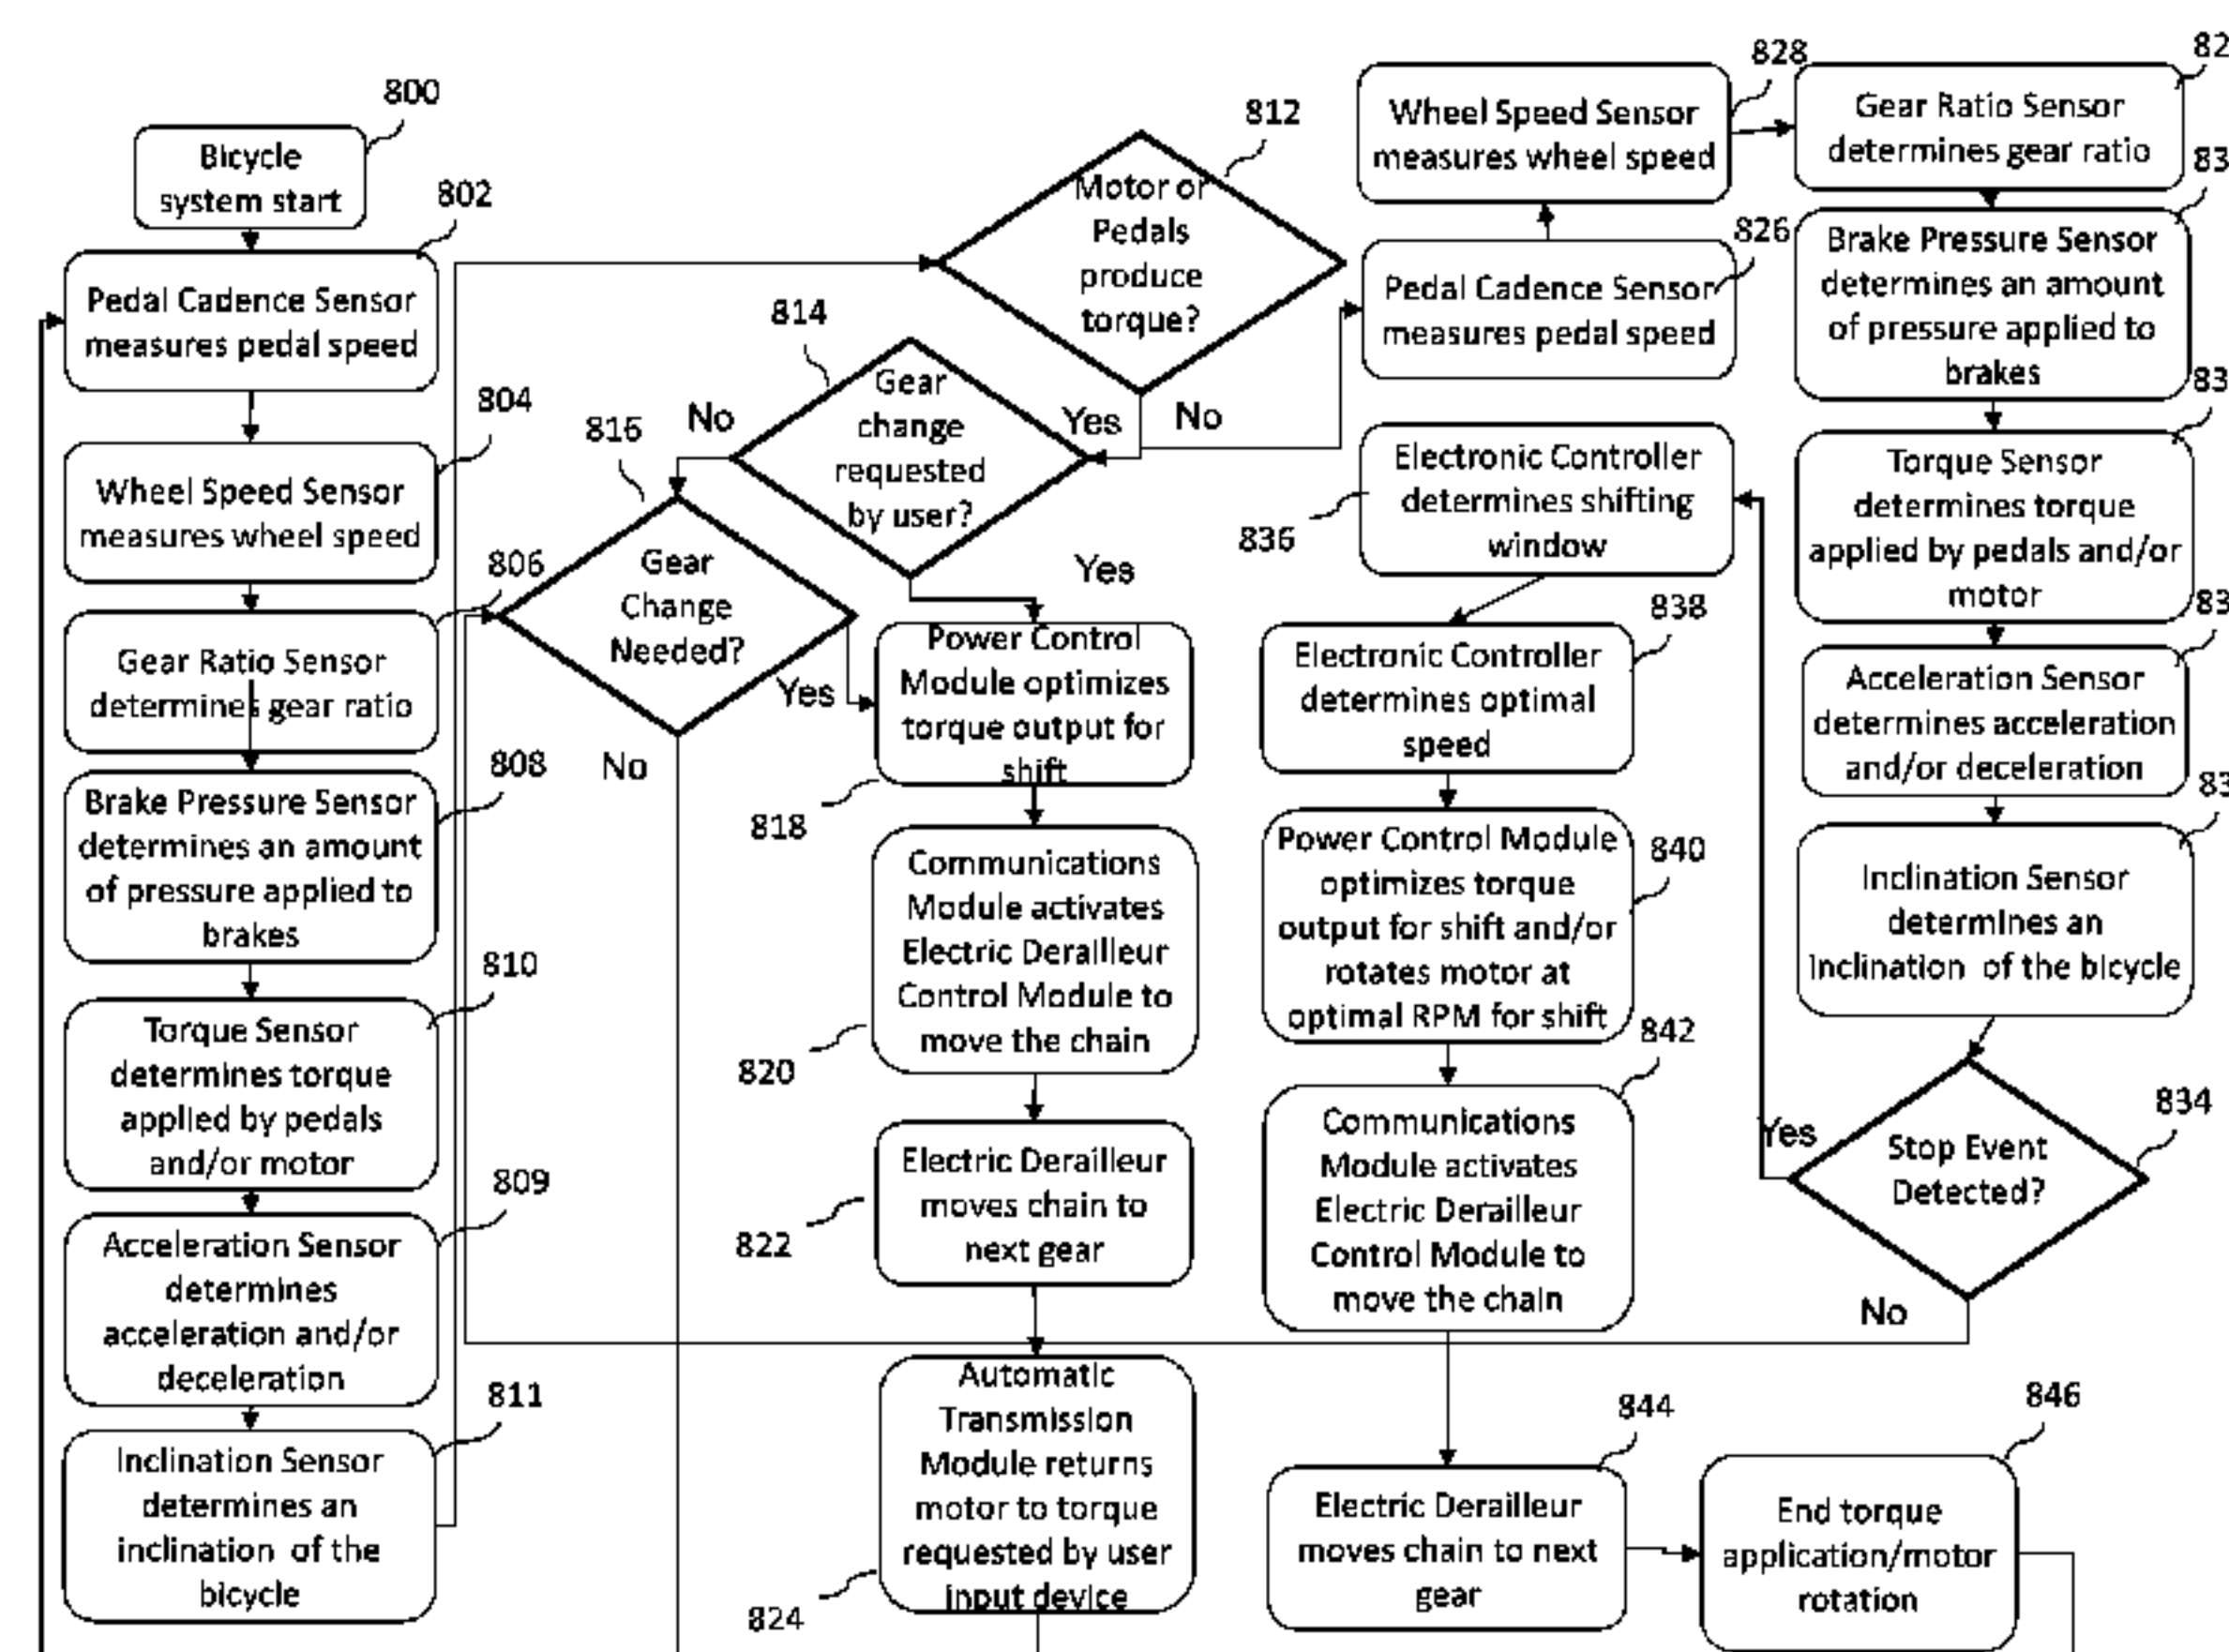 800
Bicycle
system start
802
Pedal Cadence Sensor
measures pedal speed
804
Wheel Speed Sensor
measures wheel speed
806
Gear Ratio Sensor
determines gear ratio
808
Brake Pressure Sensor
determines an amount
of pressure applied to
brakes
810
Torque Sensor
determines torque
applied by pedals
and/or motor
809
Acceleration Sensor
determines
acceleration and/or
deceleration
811
Inclination Sensor
determines an
inclination of the
bicycle
812
Motor or
Pedals
produce
torque?
Yes
No
814
Gear
change
requested
by user?
No
Yes
816
Gear
Change
Needed?
Yes
No
Power Control
Module optimizes
torque output for
shift
818
Communications
Module activates
Electric Derailleur
Control Module to
move the chain
820
Electric Derailleur
moves chain to
next gear
822
Automatic
Transmission
Module returns
motor to torque
requested by user
input device
824
826
Pedal Cadence Sensor
measures pedal speed
828
Wheel Speed Sensor
measures wheel speed
82
Gear Ratio Sensor
determines gear ratio
83
Brake Pressure Sensor
determines an amount
of pressure applied to
brakes
83
Torque Sensor
determines torque
applied by pedals and/or
motor
83
Acceleration Sensor
determines acceleration
and/or deceleration
83
Inclination Sensor
determines an
inclination of the bicycle
834
Stop Event
Detected?
Yes
No
Electronic Controller
determines shifting
window
836
838
Electronic Controller
determines optimal
speed
840
Power Control Module
optimizes torque
output for shift and/or
rotates motor at
optimal RPM for shift
842
Communications
Module activates
Electric Derailleur
Control Module to
move the chain
844
Electric Derailleur
moves chain to next
gear
846
End torque
application/motor
rotation